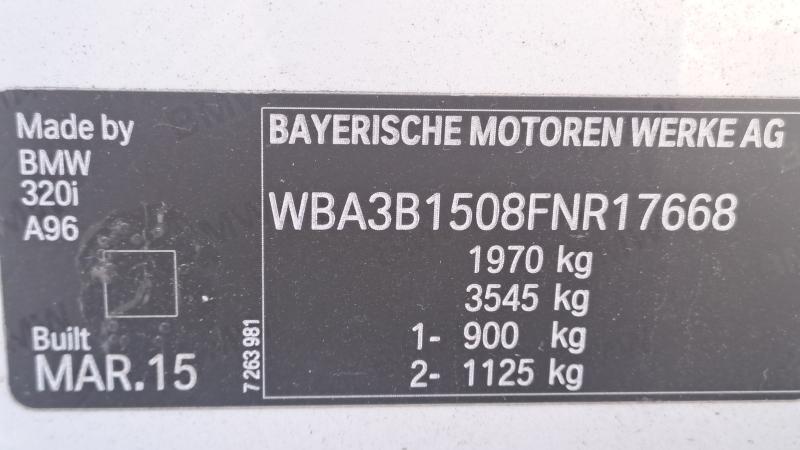 Made by
BMW
320i
A96
Built
MAR.15
7 263 981
BAYERISCHE MOTOREN WERKE AG
WBA3B1508FNR17668
1970 kg
3545 kg
1- 900 kg
2- 1125 kg